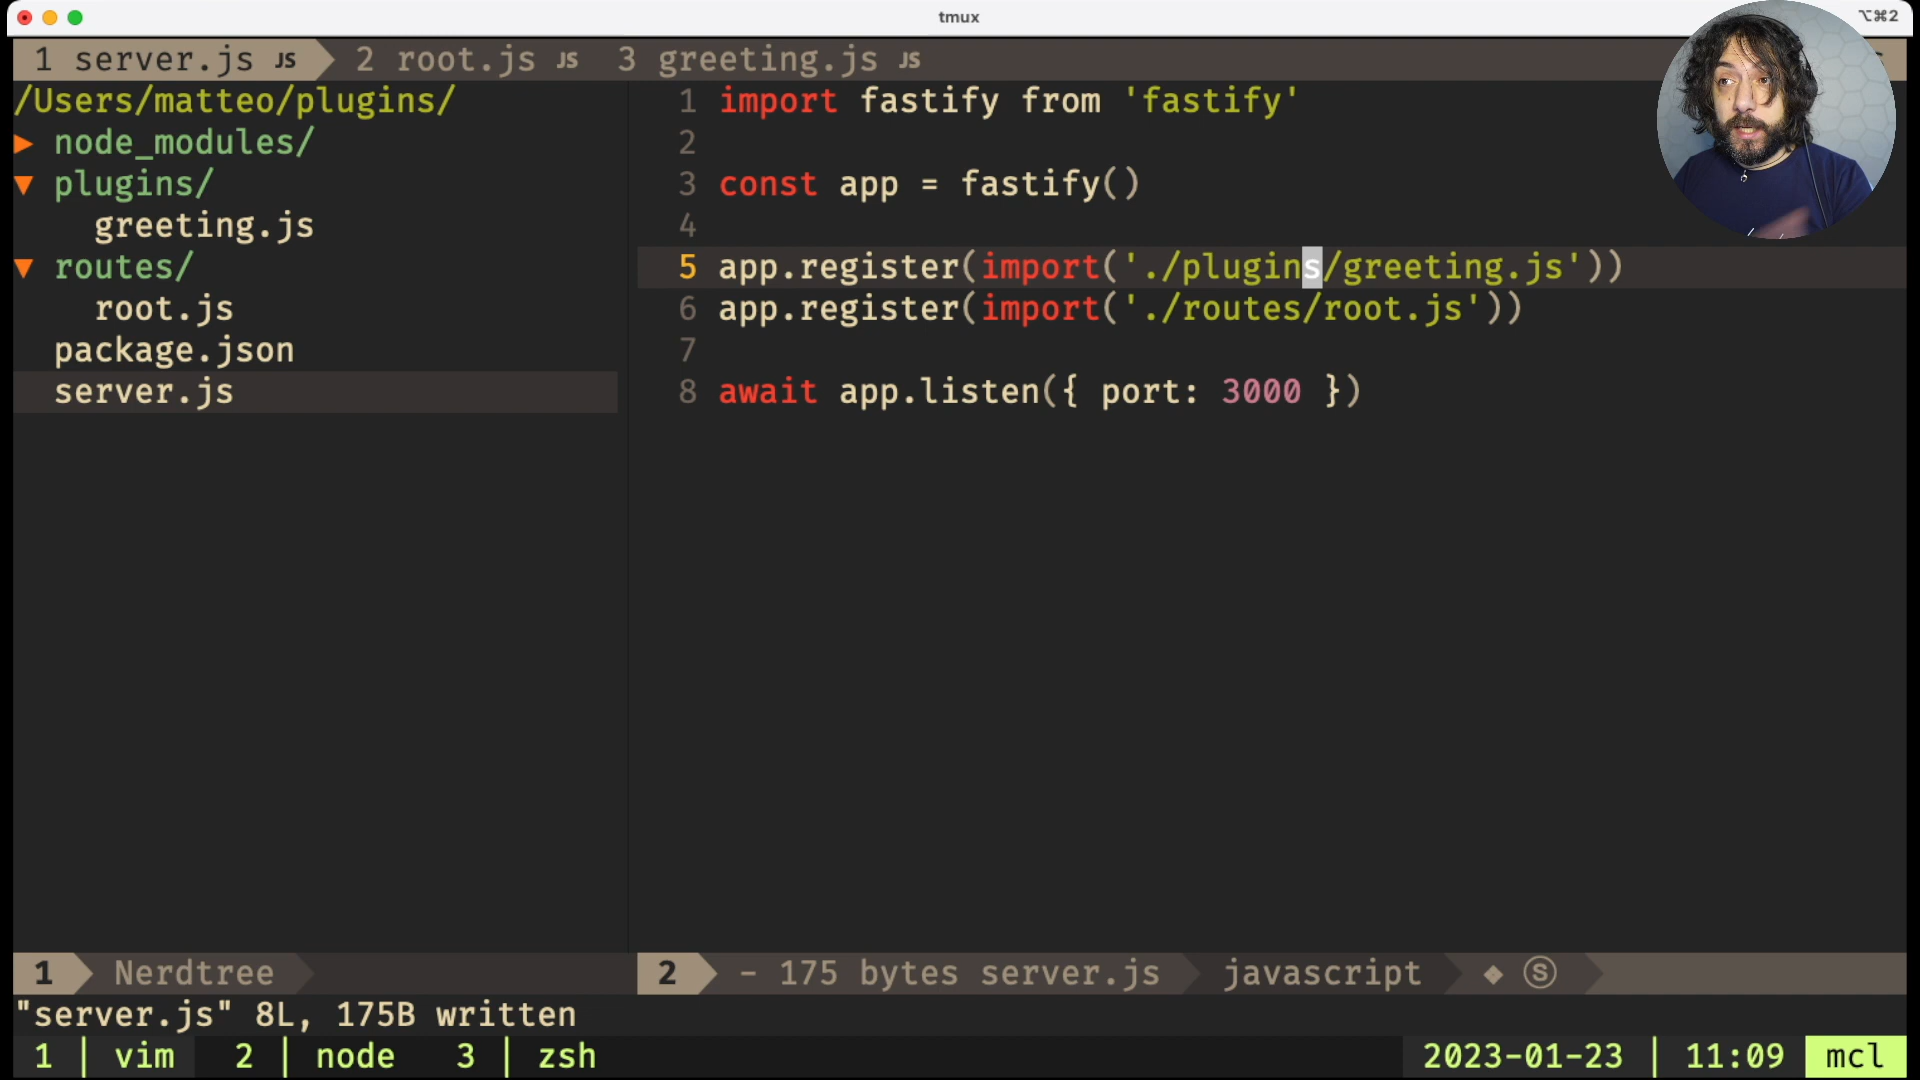 tmux
⌥⌘2
1 server.js JS 2 root.js JS 3 greeting.js JS
/Users/matteo/plugins/
▸ node_modules/
▾ plugins/
greeting.js
▾ routes/
root.js
package.json
server.js
1 import fastify from 'fastify'
2
3 const app = fastify()
4
5 app.register(import('./plugins/greeting.js'))
6 app.register(import('./routes/root.js'))
7
8 await app.listen({ port: 3000 })
1 Nerdtree
2 - 175 bytes server.js javascript ◆ Ⓢ
"server.js" 8L, 175B written
1 | vim 2 | node 3 | zsh 2023-01-23 | 11:09 mcl